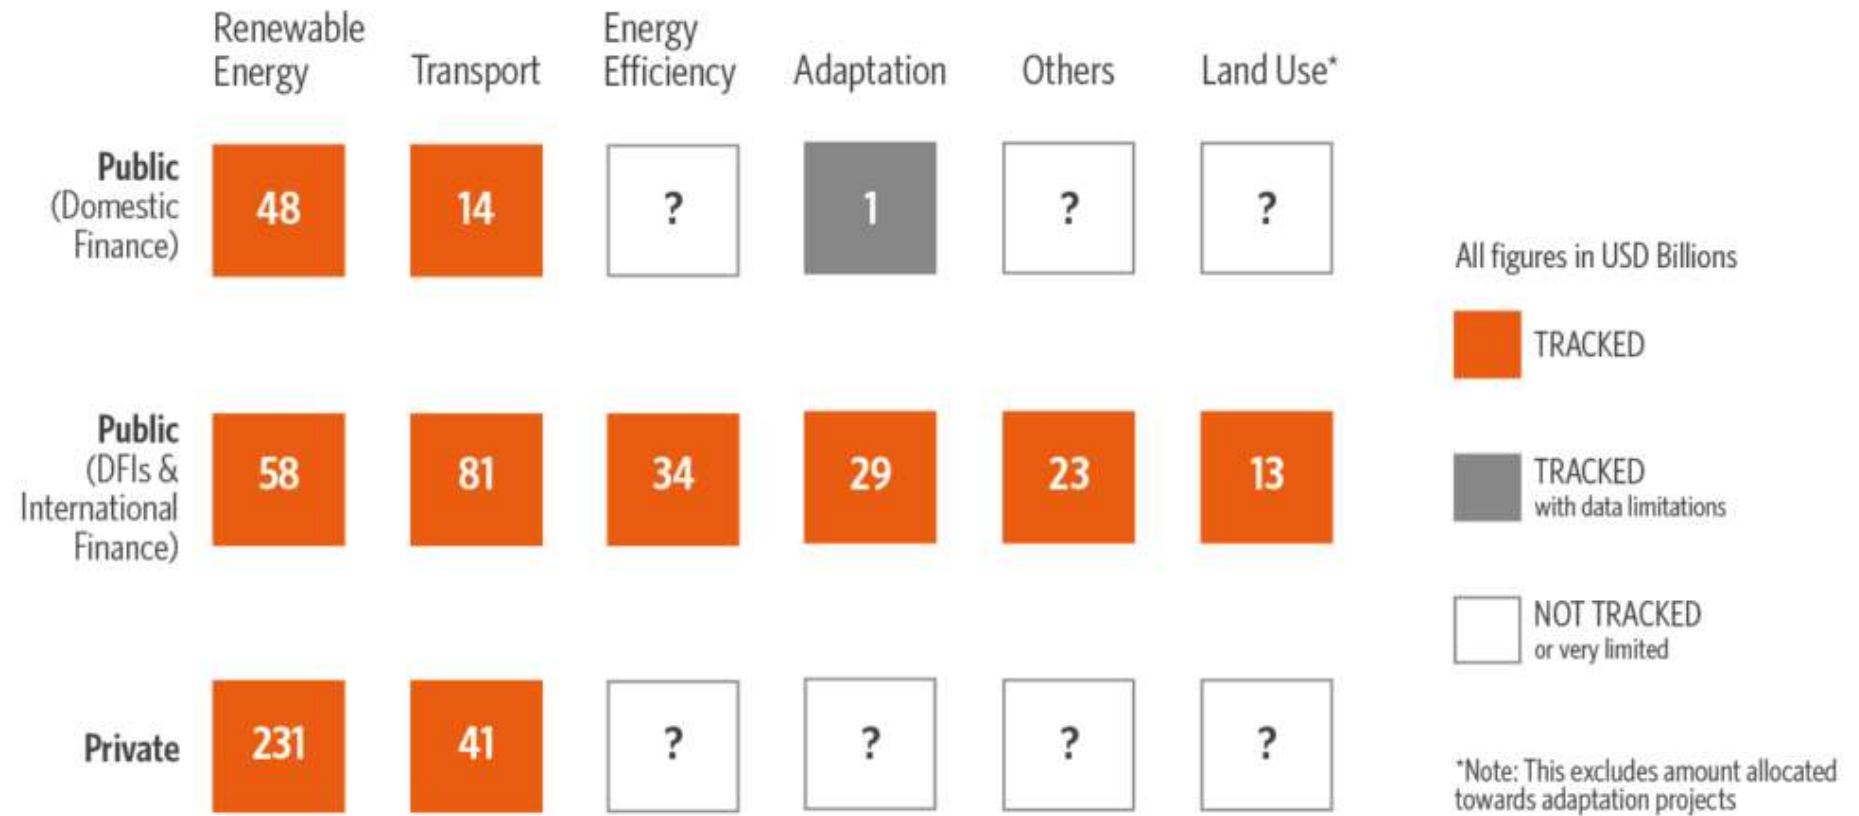 Renewable
Energy
Transport
Energy
Efficiency
Adaptation
Others
Land Use*
Public
(Domestic
Finance)
48
14
?
1
?
?
Public
(DFIs &
International
Finance)
58
81
34
29
23
13
Private
231
41
?
?
?
?
All figures in USD Billions
TRACKED
TRACKED
with data limitations
NOT TRACKED
or very limited
*Note: This excludes amount allocated
towards adaptation projects